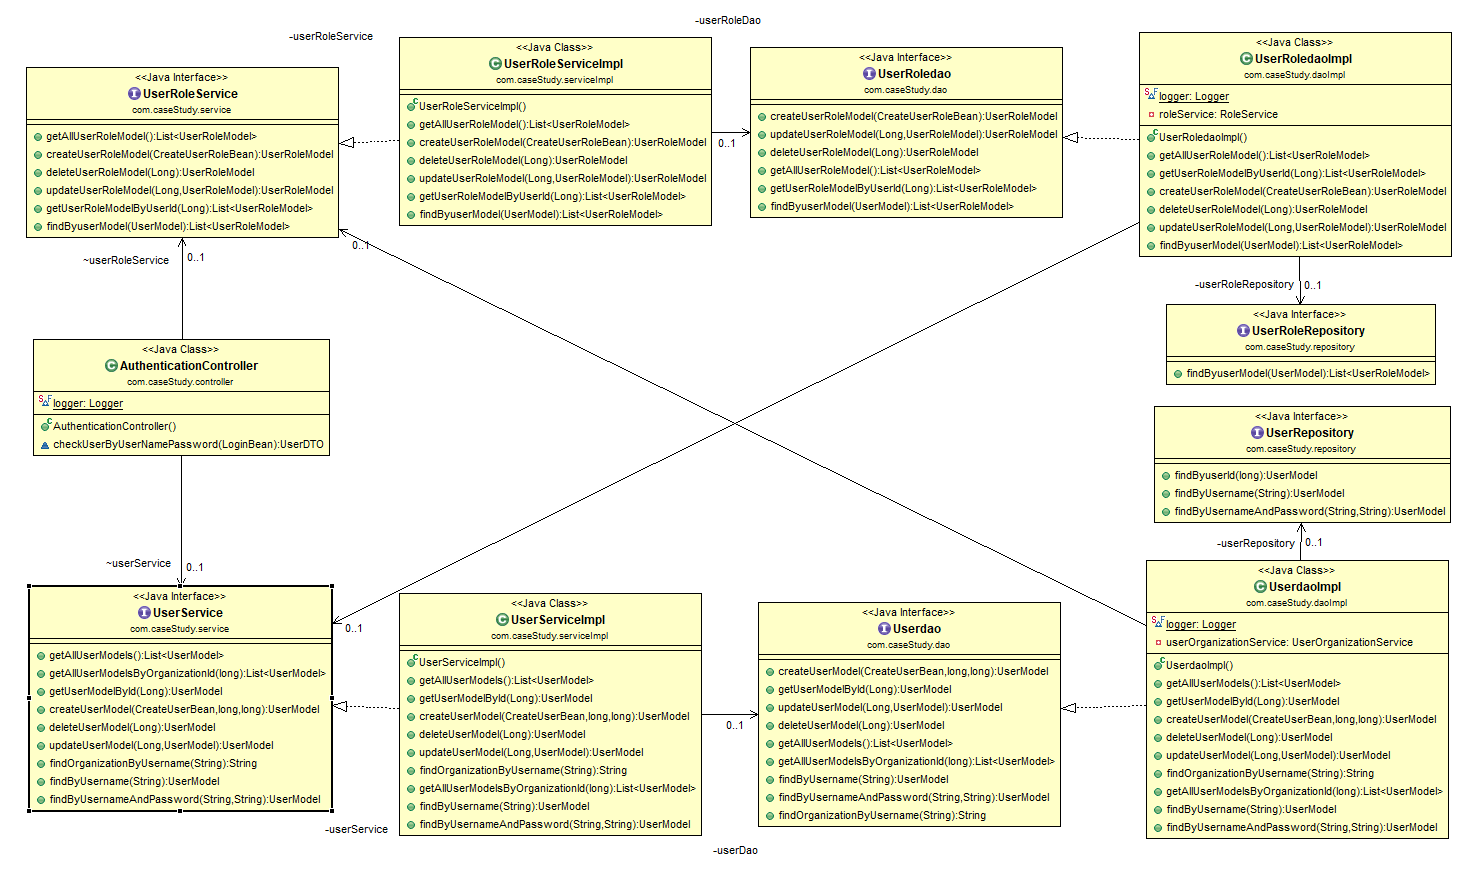 -userRoleDao
-userRoleService
<<Java Interface>>
UserRoleService
com.caseStudy.service
getAllUserRoleModel():List<UserRoleModel>
createUserRoleModel(CreateUserRoleBean):UserRoleModel
deleteUserRoleModel(Long):UserRoleModel
updateUserRoleModel(Long,UserRoleModel):UserRoleModel
getUserRoleModelByUserId(Long):List<UserRoleModel>
findByuserModel(UserModel):List<UserRoleModel>
<<Java Class>>
UserRoleServiceImpl
com.caseStudy.serviceImpl
UserRoleServiceImpl()
getAllUserRoleModel():List<UserRoleModel>
createUserRoleModel(CreateUserRoleBean):UserRoleModel
deleteUserRoleModel(Long):UserRoleModel
updateUserRoleModel(Long,UserRoleModel):UserRoleModel
getUserRoleModelByUserId(Long):List<UserRoleModel>
findByuserModel(UserModel):List<UserRoleModel>
0..1
<<Java Interface>>
UserRoledao
com.caseStudy.dao
createUserRoleModel(CreateUserRoleBean):UserRoleModel
updateUserRoleModel(Long,UserRoleModel):UserRoleModel
deleteUserRoleModel(Long):UserRoleModel
getAllUserRoleModel():List<UserRoleModel>
getUserRoleModelByUserId(Long):List<UserRoleModel>
findByuserModel(UserModel):List<UserRoleModel>
<<Java Class>>
UserRoledaoImpl
com.caseStudy.daoImpl
logger: Logger
roleService: RoleService
UserRoledaoImpl()
getAllUserRoleModel():List<UserRoleModel>
getUserRoleModelByUserId(Long):List<UserRoleModel>
createUserRoleModel(CreateUserRoleBean):UserRoleModel
deleteUserRoleModel(Long):UserRoleModel
updateUserRoleModel(Long,UserRoleModel):UserRoleModel
findByuserModel(UserModel):List<UserRoleModel>
0..1
~userRoleService
0..1
-userRoleRepository
0..1
<<Java Interface>>
UserRoleRepository
com.caseStudy.repository
findByuserModel(UserModel):List<UserRoleModel>
<<Java Class>>
AuthenticationController
com.caseStudy.controller
logger: Logger
AuthenticationController()
checkUserByUserNamePassword(LoginBean):UserDTO
<<Java Interface>>
UserRepository
com.caseStudy.repository
findByuserId(long):UserModel
findByUsername(String):UserModel
findByUsernameAndPassword(String,String):UserModel
-userRepository
0..1
~userService
0..1
<<Java Interface>>
UserService
com.caseStudy.service
getAllUserModels():List<UserModel>
getAllUserModelsByOrganizationId(long):List<UserModel>
getUserModelById(Long):UserModel
createUserModel(CreateUserBean,long,long):UserModel
deleteUserModel(Long):UserModel
updateUserModel(Long,UserModel):UserModel
findOrganizationByUsername(String):String
findByUsername(String):UserModel
findByUsernameAndPassword(String,String):UserModel
0..1
<<Java Class>>
UserServiceImpl
com.caseStudy.serviceImpl
UserServiceImpl()
getAllUserModels():List<UserModel>
getUserModelById(Long):UserModel
createUserModel(CreateUserBean,long,long):UserModel
deleteUserModel(Long):UserModel
updateUserModel(Long,UserModel):UserModel
findOrganizationByUsername(String):String
getAllUserModelsByOrganizationId(long):List<UserModel>
findByUsername(String):UserModel
findByUsernameAndPassword(String,String):UserModel
0..1
<<Java Interface>>
Userdao
com.caseStudy.dao
createUserModel(CreateUserBean,long,long):UserModel
getUserModelById(Long):UserModel
updateUserModel(Long,UserModel):UserModel
deleteUserModel(Long):UserModel
getAllUserModels():List<UserModel>
getAllUserModelsByOrganizationId(long):List<UserModel>
findByUsername(String):UserModel
findByUsernameAndPassword(String,String):UserModel
findOrganizationByUsername(String):String
<<Java Class>>
UserdaoImpl
com.caseStudy.daoImpl
logger: Logger
userOrganizationService: UserOrganizationService
UserdaoImpl()
getAllUserModels():List<UserModel>
getUserModelById(Long):UserModel
createUserModel(CreateUserBean,long,long):UserModel
deleteUserModel(Long):UserModel
updateUserModel(Long,UserModel):UserModel
findOrganizationByUsername(String):String
getAllUserModelsByOrganizationId(long):List<UserModel>
findByUsername(String):UserModel
findByUsernameAndPassword(String,String):UserModel
-userService
-userDao